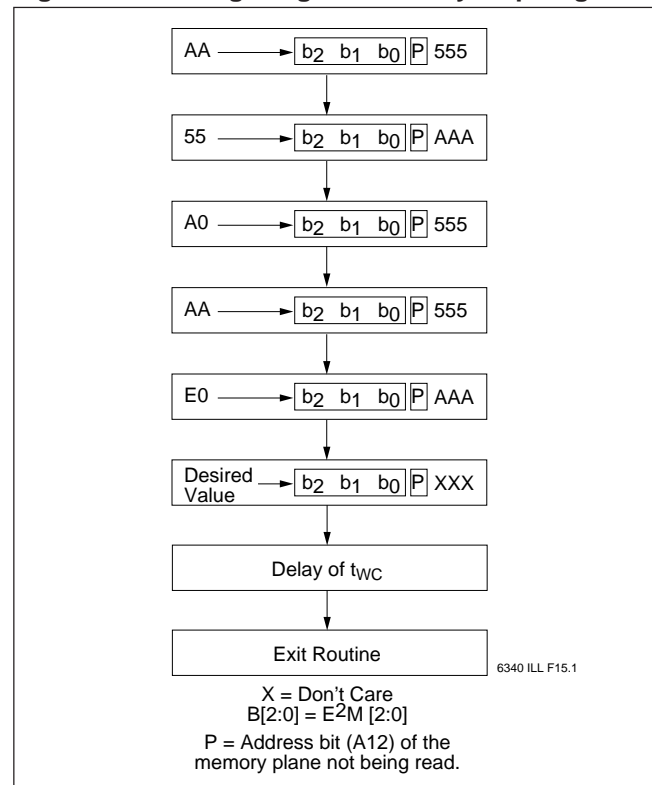 AA b2 b1 b0 P 555
55 b2 b1 b0 P AAA
A0 b2 b1 b0 P 555
AA b2 b1 b0 P 555
E0 b2 b1 b0 P AAA
Desired
Value b2 b1 b0 P XXX
Delay of tWC
Exit Routine
6340 ILL F15.1
X = Don't Care
B[2:0] = E2M [2:0]
P = Address bit (A12) of the
memory plane not being read.